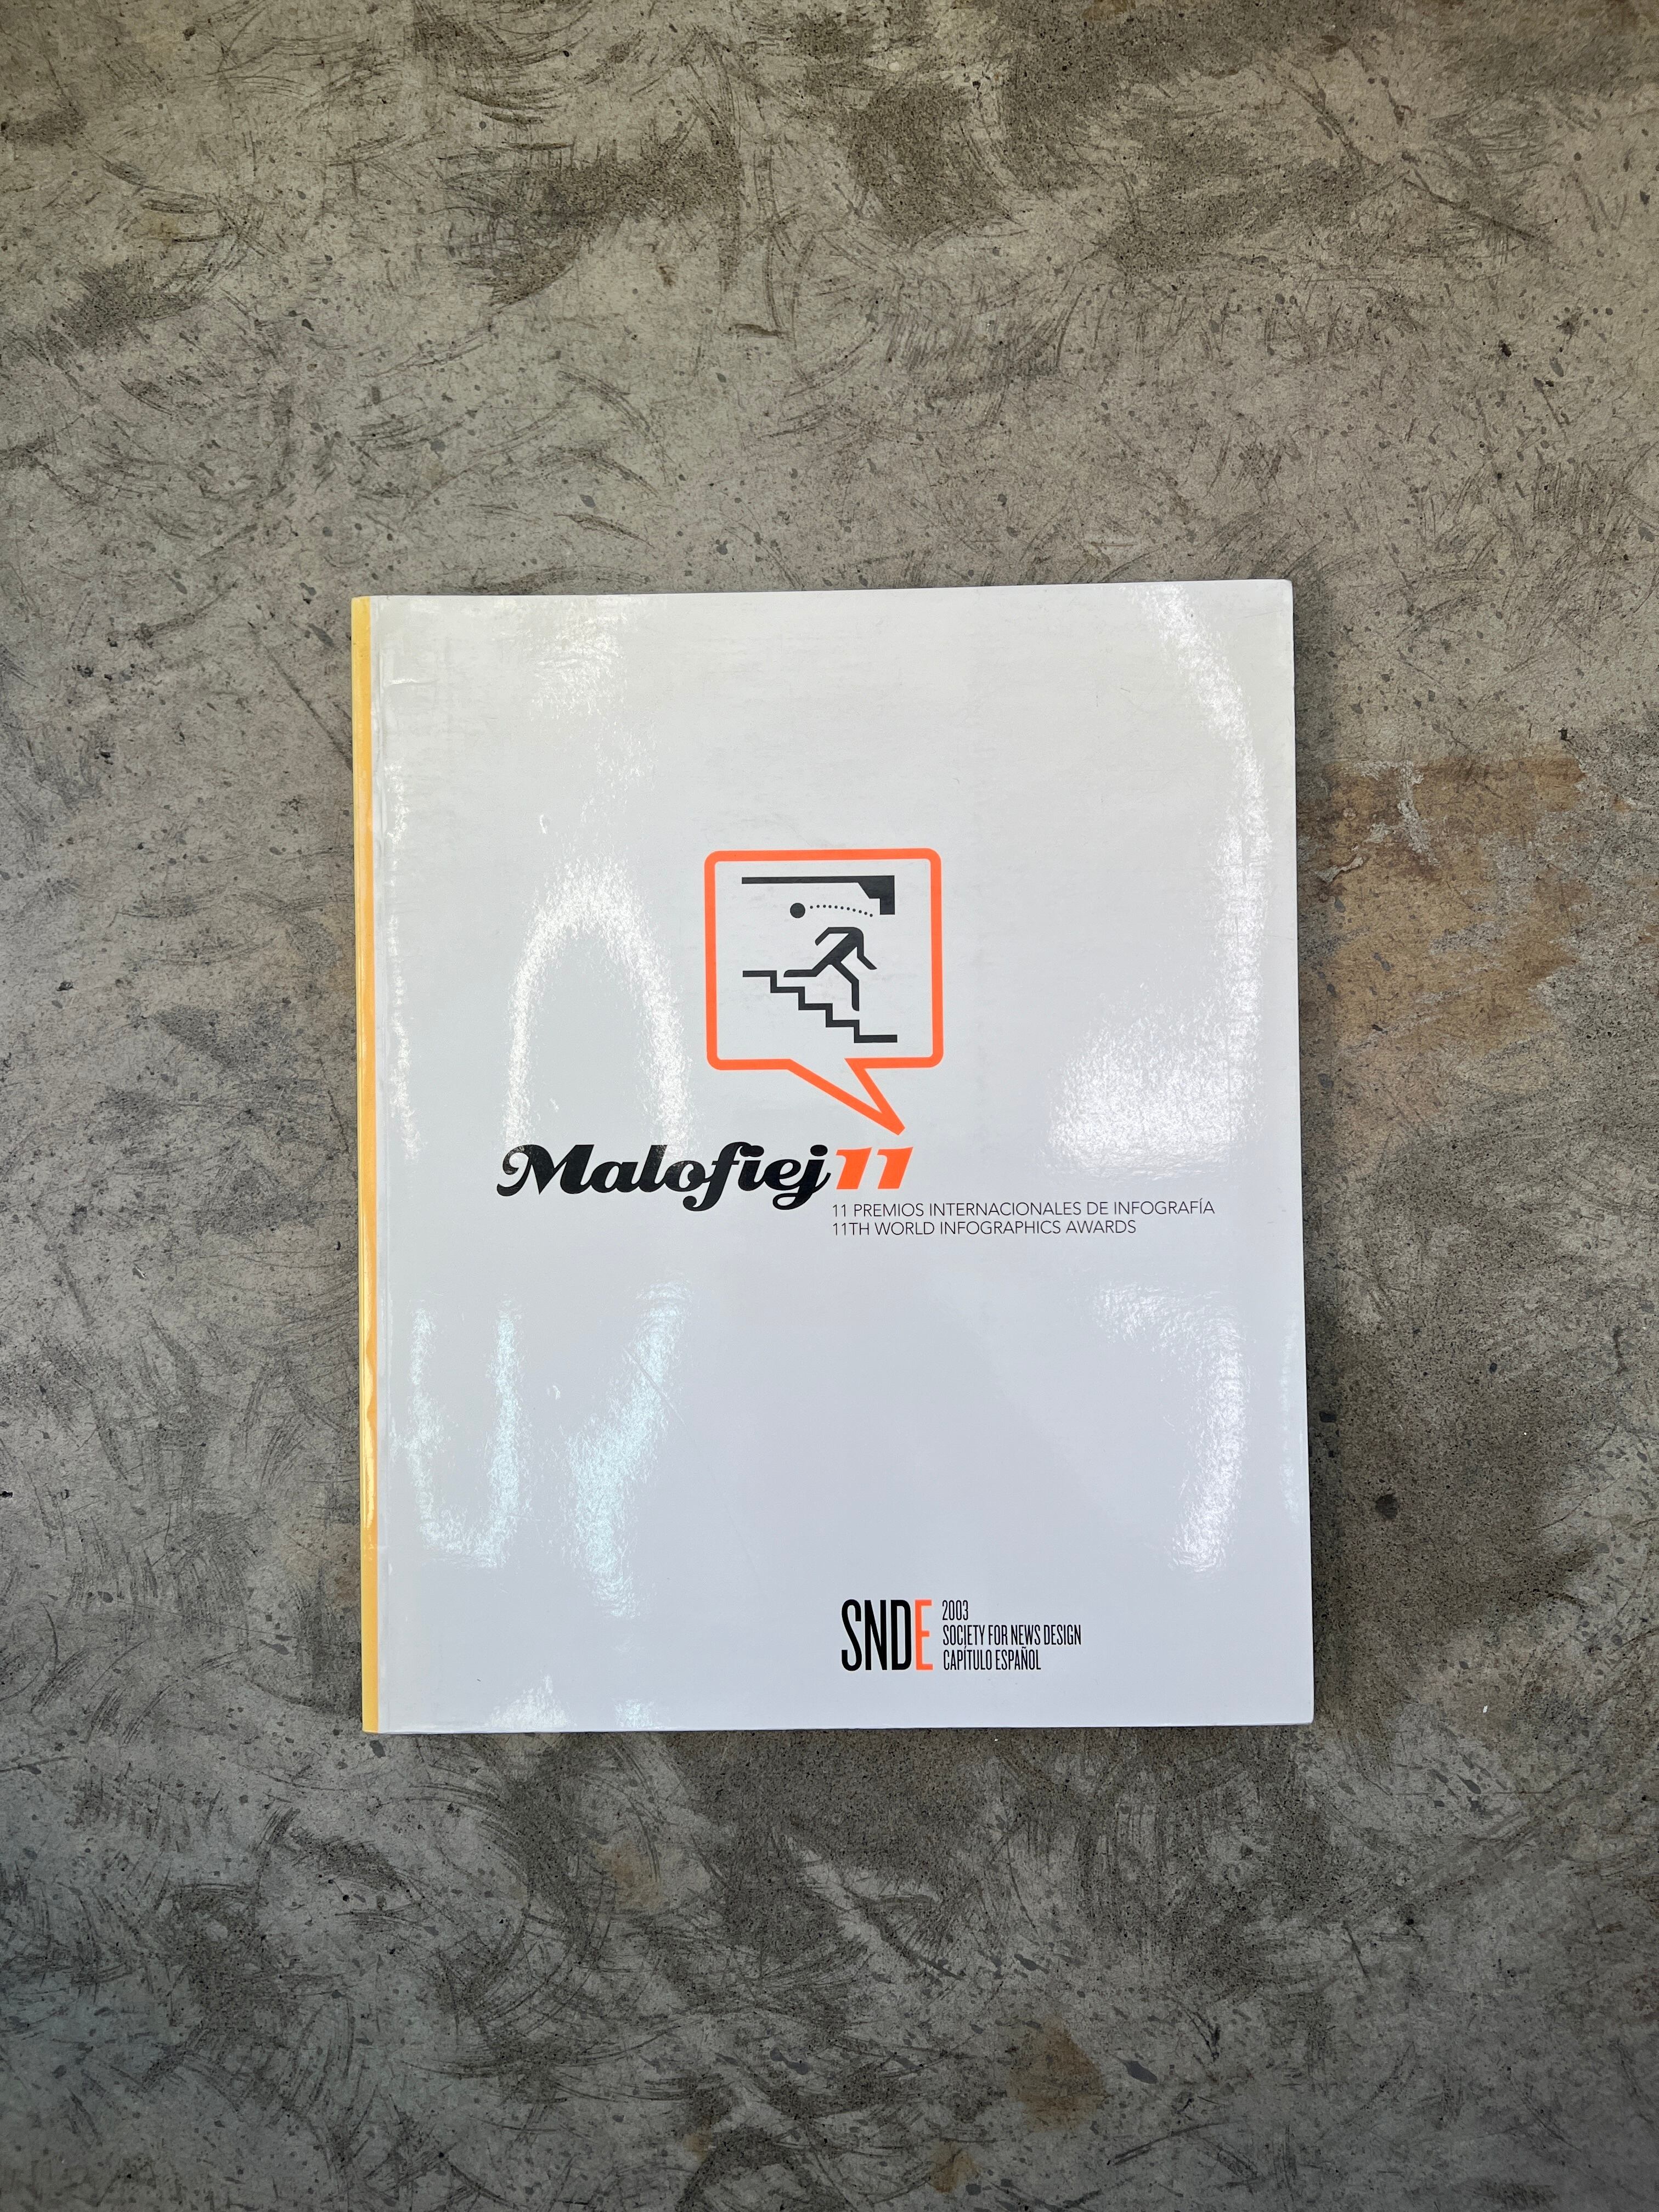 Malofiej11
11 PREMIOS INTERNACIONALES DE INFOGRAFÍA
11TH WORLD INFOGRAPHICS AWARDS
SNDE
2003
SOCIETY FOR NEWS DESIGN
CAPÍTULO ESPAÑOL